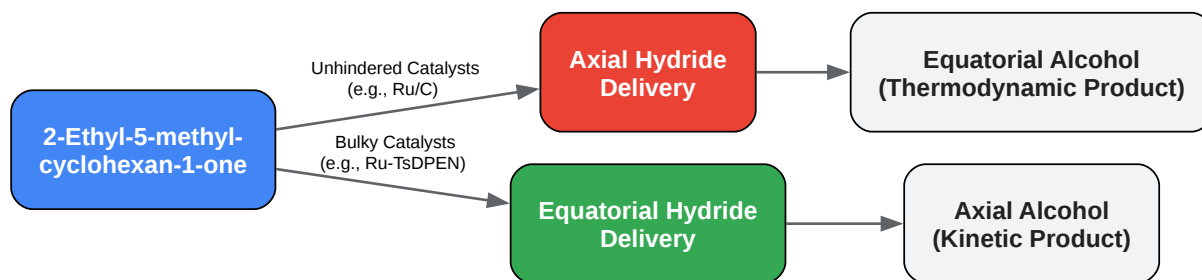 2-Ethyl-5-methyl-
cyclohexan-1-one
Unhindered Catalysts
(e.g., Ru/C)
Axial Hydride
Delivery
Equatorial Alcohol
(Thermodynamic Product)
Bulky Catalysts
(e.g., Ru-TsDPEN)
Equatorial Hydride
Delivery
Axial Alcohol
(Kinetic Product)